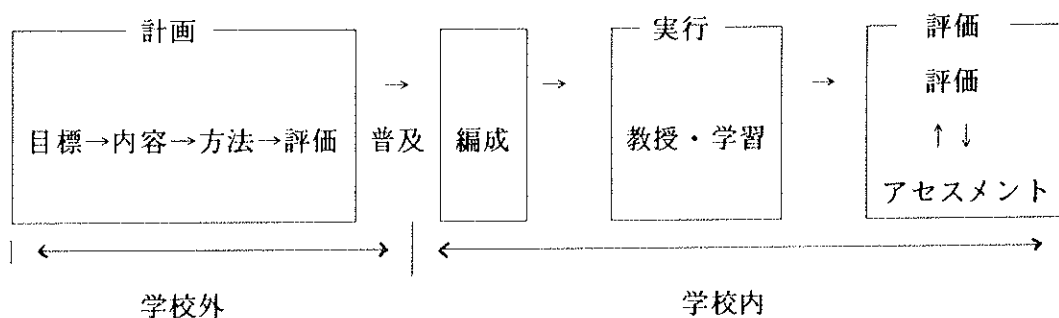 計画 実行 評価
→ → → 評価
目標→内容→方法→評価 普及 編成 教授・学習 ↑ ↓
アセスメント
学校外 学校内